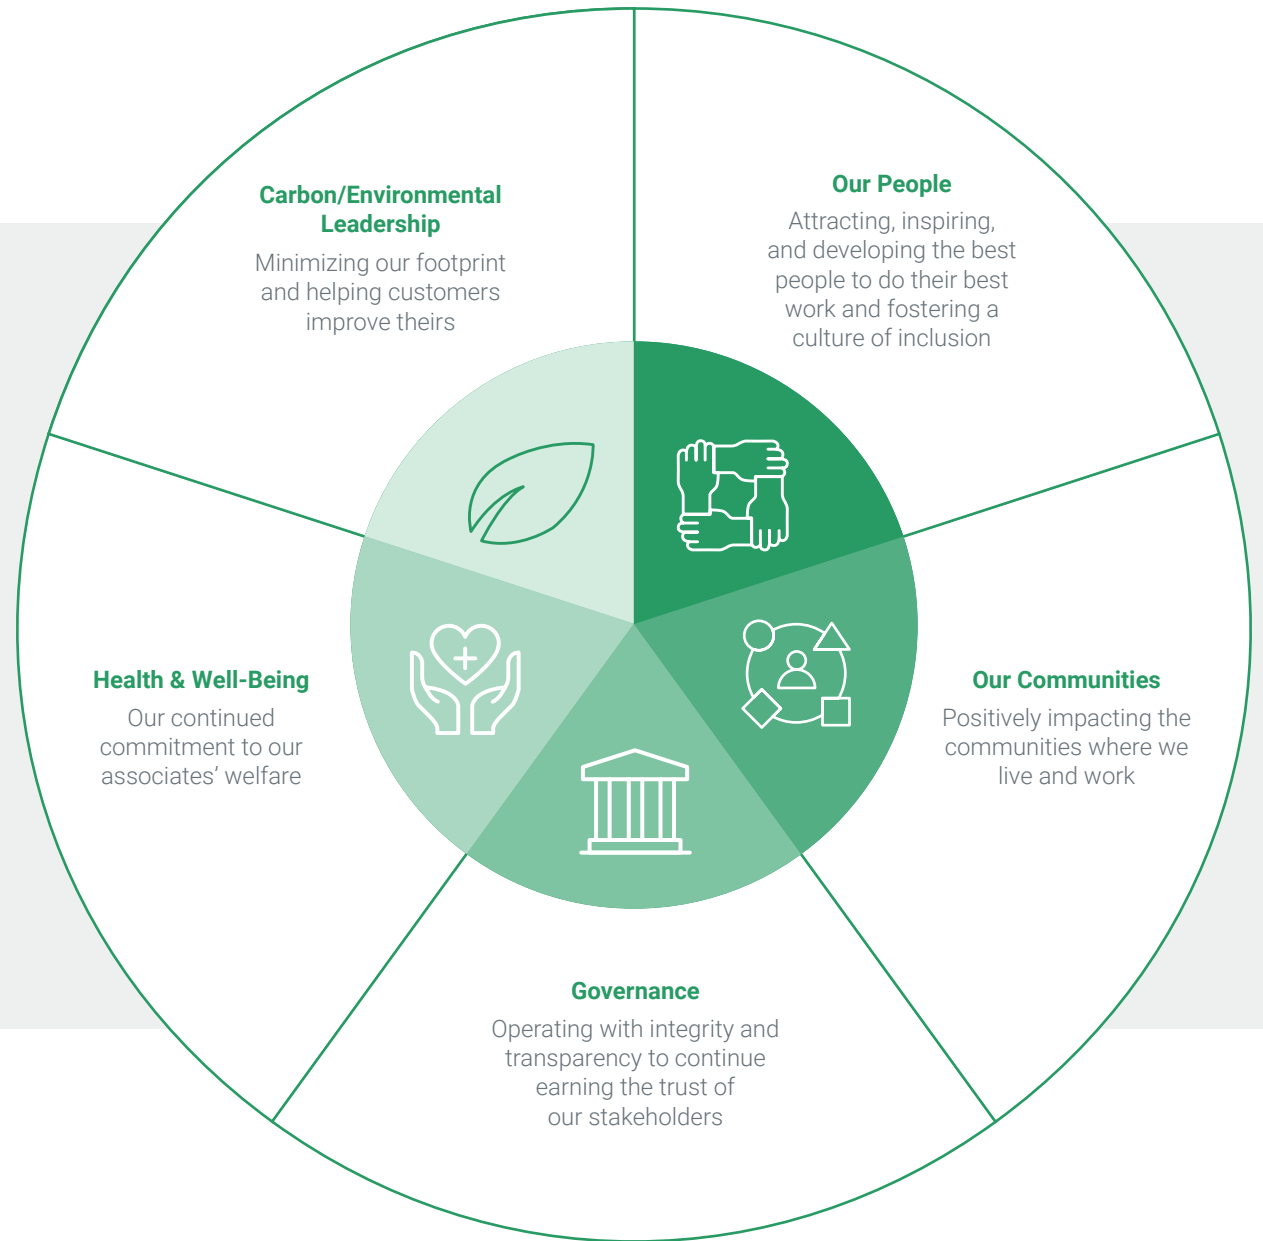 Carbon/Environmental
Leadership
Minimizing our footprint
and helping customers
improve theirs
Our People
Attracting, inspiring,
and developing the best
people to do their best
work and fostering a
culture of inclusion
Health & Well-Being
Our continued
commitment to our
associates’ welfare
Our Communities
Positively impacting the
communities where we
live and work
Governance
Operating with integrity and
transparency to continue
earning the trust of
our stakeholders